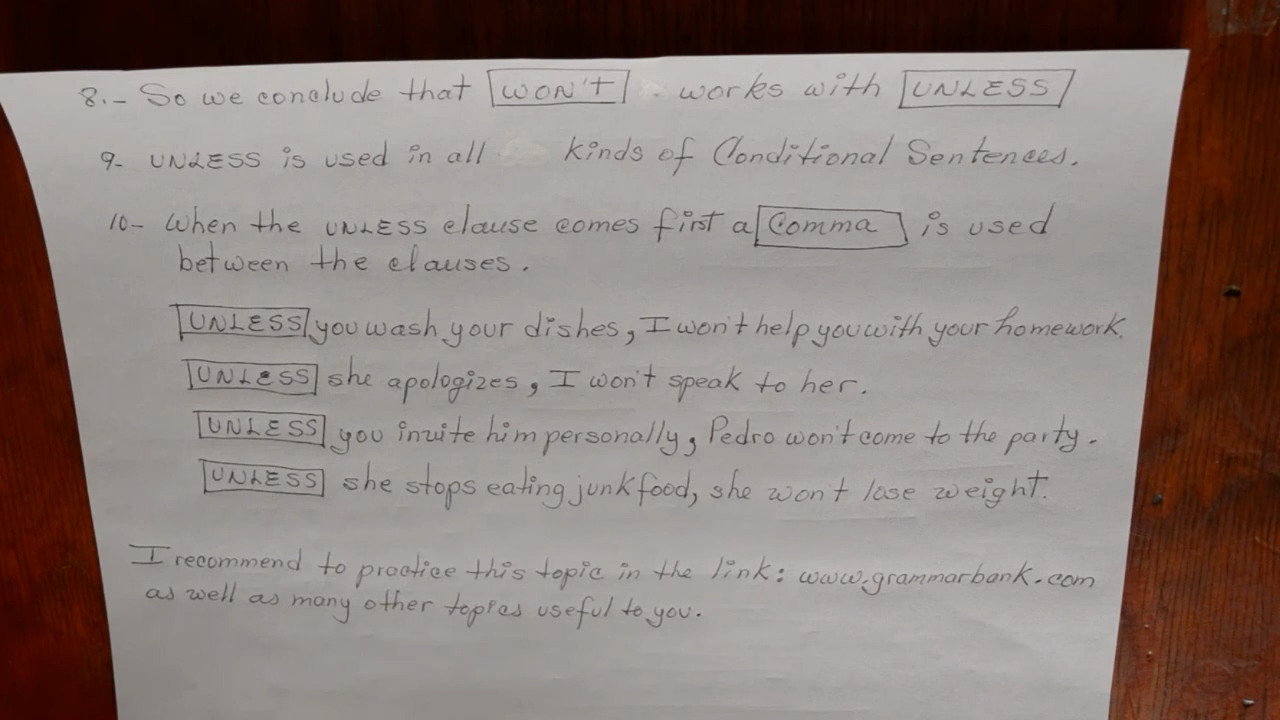 8.- So we conclude that WON'T works with UNLESS
9- UNLESS is used in all kinds of Conditional Sentences.
10- When the UNLESS clause comes first a Comma is used
between the clauses.
UNLESS you wash your dishes, I won't help you with your homework.
UNLESS she apologizes, I won't speak to her.
UNLESS you invite him personally, Pedro won't come to the party.
UNLESS she stops eating junk food, she won't lose weight.
I recommend to practice this topic in the link: www.grammarbank.com
as well as many other topics useful to you.